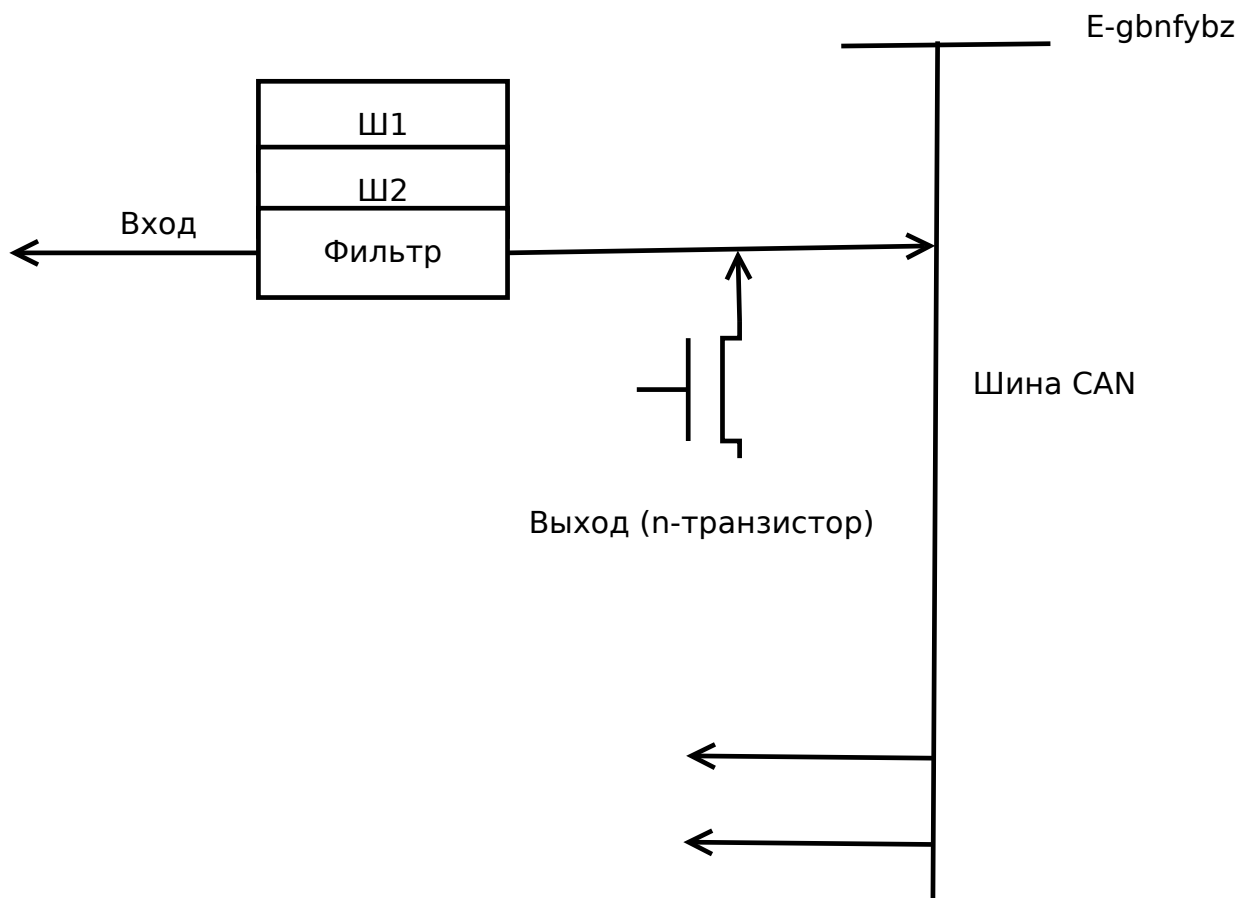 E-gbnfybz
Ш1
Ш2
Вход
Фильтр
Шина CAN
Выход (n-транзистор)